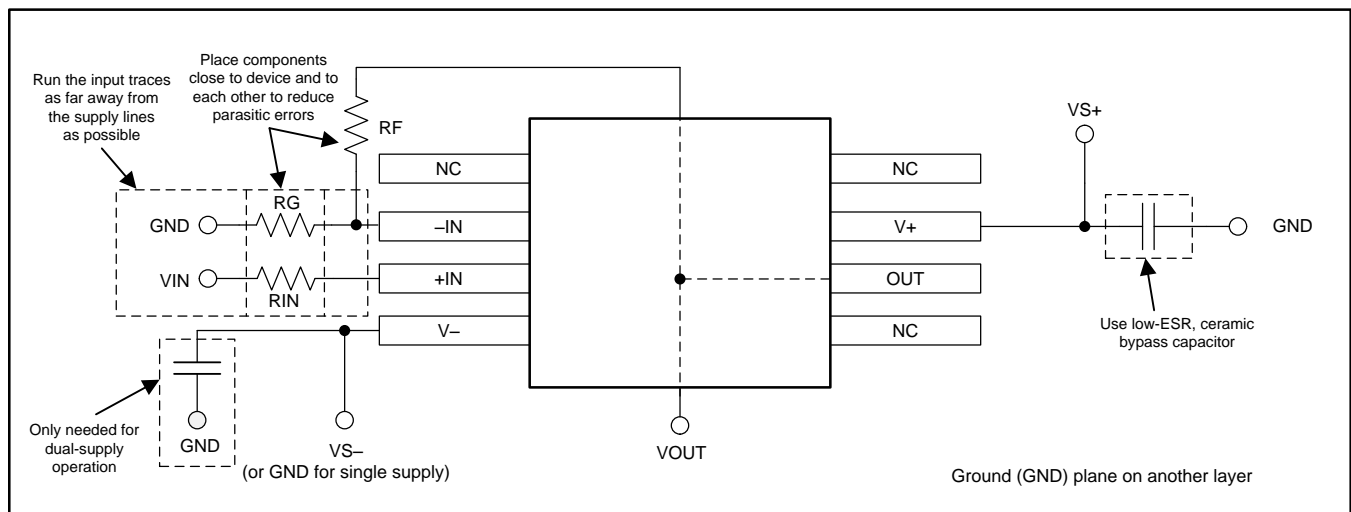 Run the input traces
as far away from
the supply lines
as possible
Place components
close to device and to
each other to reduce
parasitic errors
RF
VS+
NC
NC
RG
GND
–IN
V+
GND
VIN
RIN
+IN
OUT
V–
NC
Use low-ESR, ceramic
bypass capacitor
Only needed for
dual-supply
operation
GND
VS–
(or GND for single supply)
VOUT
Ground (GND) plane on another layer